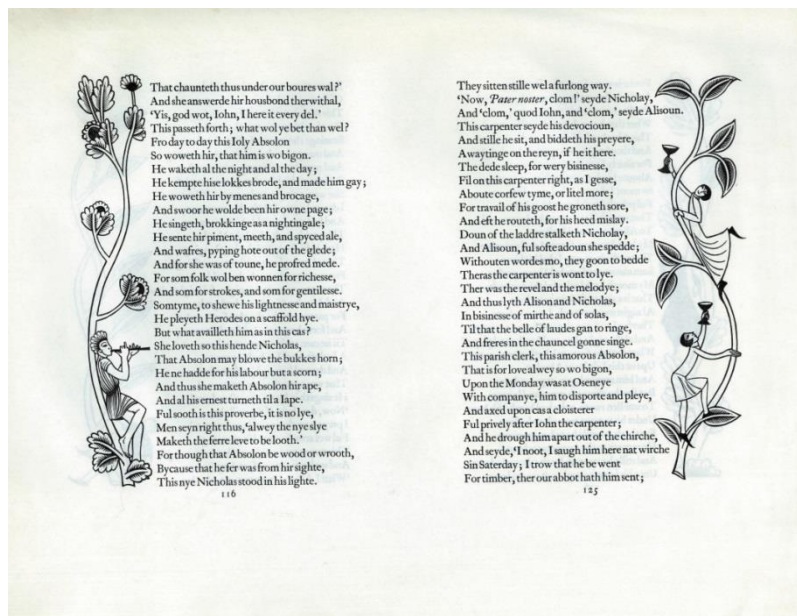 That chaunteth thus under our boures wal?'
And she answerde hir housbond therwithal,
'Yis, god wot, Iohn, I here it every del.'
This passeth forth; what wol ye bet than wel?
Fro day to day this Ioly Absolon
So woweth hir, that him is wo bigon.
He waketh al the night and al the day;
He kempte hise lokkes brode, and made him gay;
He woweth hir by menes and brocage,
And swoor he wolde been hir owne page;
He singeth, brokkinge as a nightingale;
He sente hir piment, meeth, and spyced ale,
And wafres, pyping hote out of the glede;
And for she was of toune, he profred mede.
For som folk wol ben wonnen for richesse,
And som for strokes, and som for gentilesse.
Somtyme, to shewe his lightnesse and maistrye,
He pleyeth Herodes on a scaffold hye.
But what availleth him as in this cas?
She loveth so this hende Nicholas,
That Absolon may blowe the bukkes horn;
He ne hadde for his labour but a scorn;
And thus she maketh Absolon hir ape,
And al his ernest turneth til a Iape.
Ful sooth is this proverbe, it is no lye,
Men seyn right thus, 'alwey the nye slye
Maketh the ferre leve to be looth.'
For though that Absolon be wood or wrooth,
Bycause that he fer was from hir sighte,
This nye Nicholas stood in his lighte.
116
They sitten stille wel a furlong way.
'Now, Pater noster, clom!' seyde Nicholay,
And 'clom,' quod Iohn, and 'clom,' seyde Alisoun.
This carpenter seyde his devocioun,
And stille he sit, and biddeth his preyere,
Awaytinge on the reyn, if he it here.
The dede sleep, for wery bisinesse,
Fil on this carpenter right, as I gesse,
Aboute corfew tyme, or litel more;
For travail of his goost he groneth sore,
And eft he routeth, for his heed mislay.
Doun of the laddre stalketh Nicholay,
And Alisoun, ful softe adoun she spedde;
Withouten wordes mo, they goon to bedde
Theras the carpenter is wont to lye.
Ther was the revel and the melodye;
And thus lyth Alison and Nicholas,
In bisinesse of mirthe and of solas,
Til that the belle of laudes gan to ringe,
And freres in the chauncel gonne singe.
This parish clerk, this amorous Absolon,
That is for love alwey so wo bigon,
Upon the Monday was at Oseneye
With companye, him to disporte and pleye,
And axed upon cas a cloisterer
Ful prively after Iohn the carpenter;
And he drough him apart out of the chirche,
And seyde, 'I noot, I saugh him here nat wirche
Sin Saterday; I trow that he be went
For timber, ther our abbot hath him sent;
125